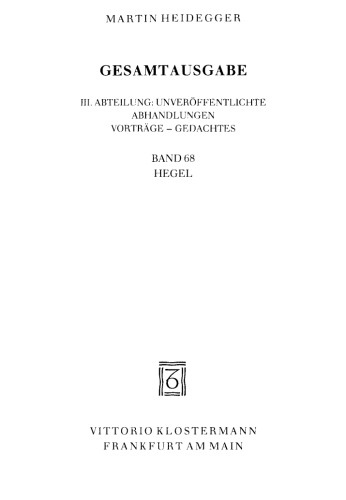 MARTIN HEIDEGGER
GESAMTAUSGABE
III. ABTEILUNG: UNVERÖFFENTLICHTE
ABHANDLUNGEN
VORTRÄGE – GEDACHTES
BAND 68
HEGEL
VITTORIO KLOSTERMANN
FRANKFURT AM MAIN